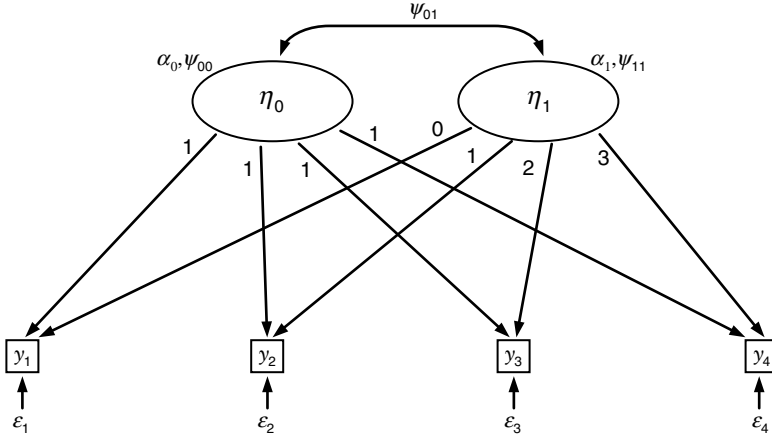 ψ₀₁
α₀,ψ₀₀
α₁,ψ₁₁
η₀
η₁
1 1 1 1 0 1 2 3
y₁ y₂ y₃ y₄
ε₁ ε₂ ε₃ ε₄